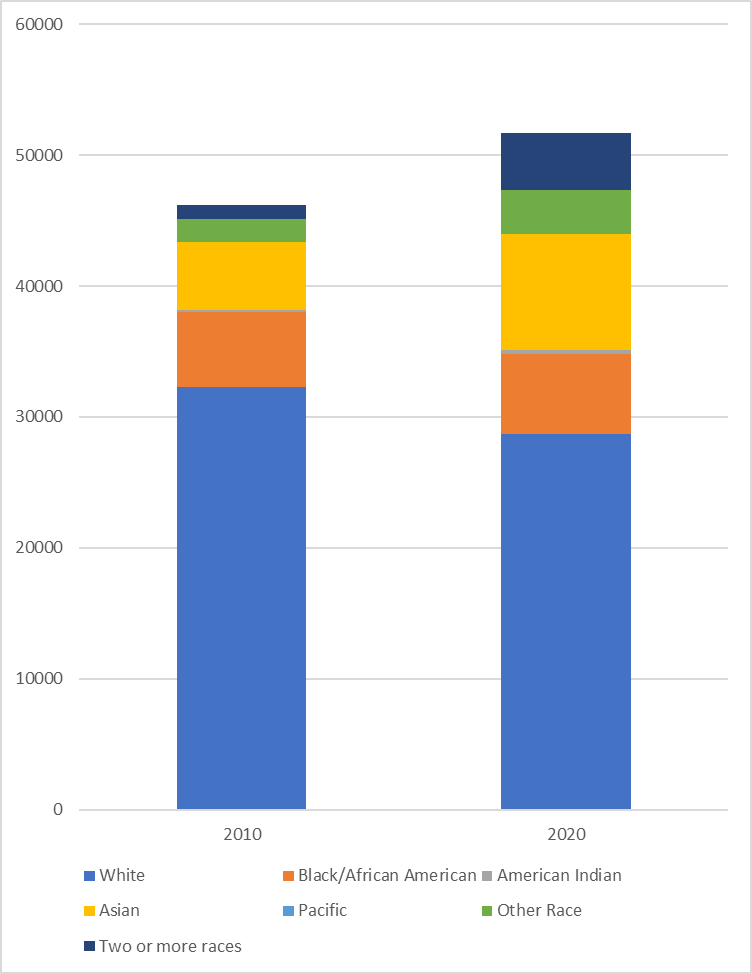 60000
50000
40000
30000
20000
10000
0
2010 2020
White Black/African American American Indian
Asian Pacific Other Race
Two or more races